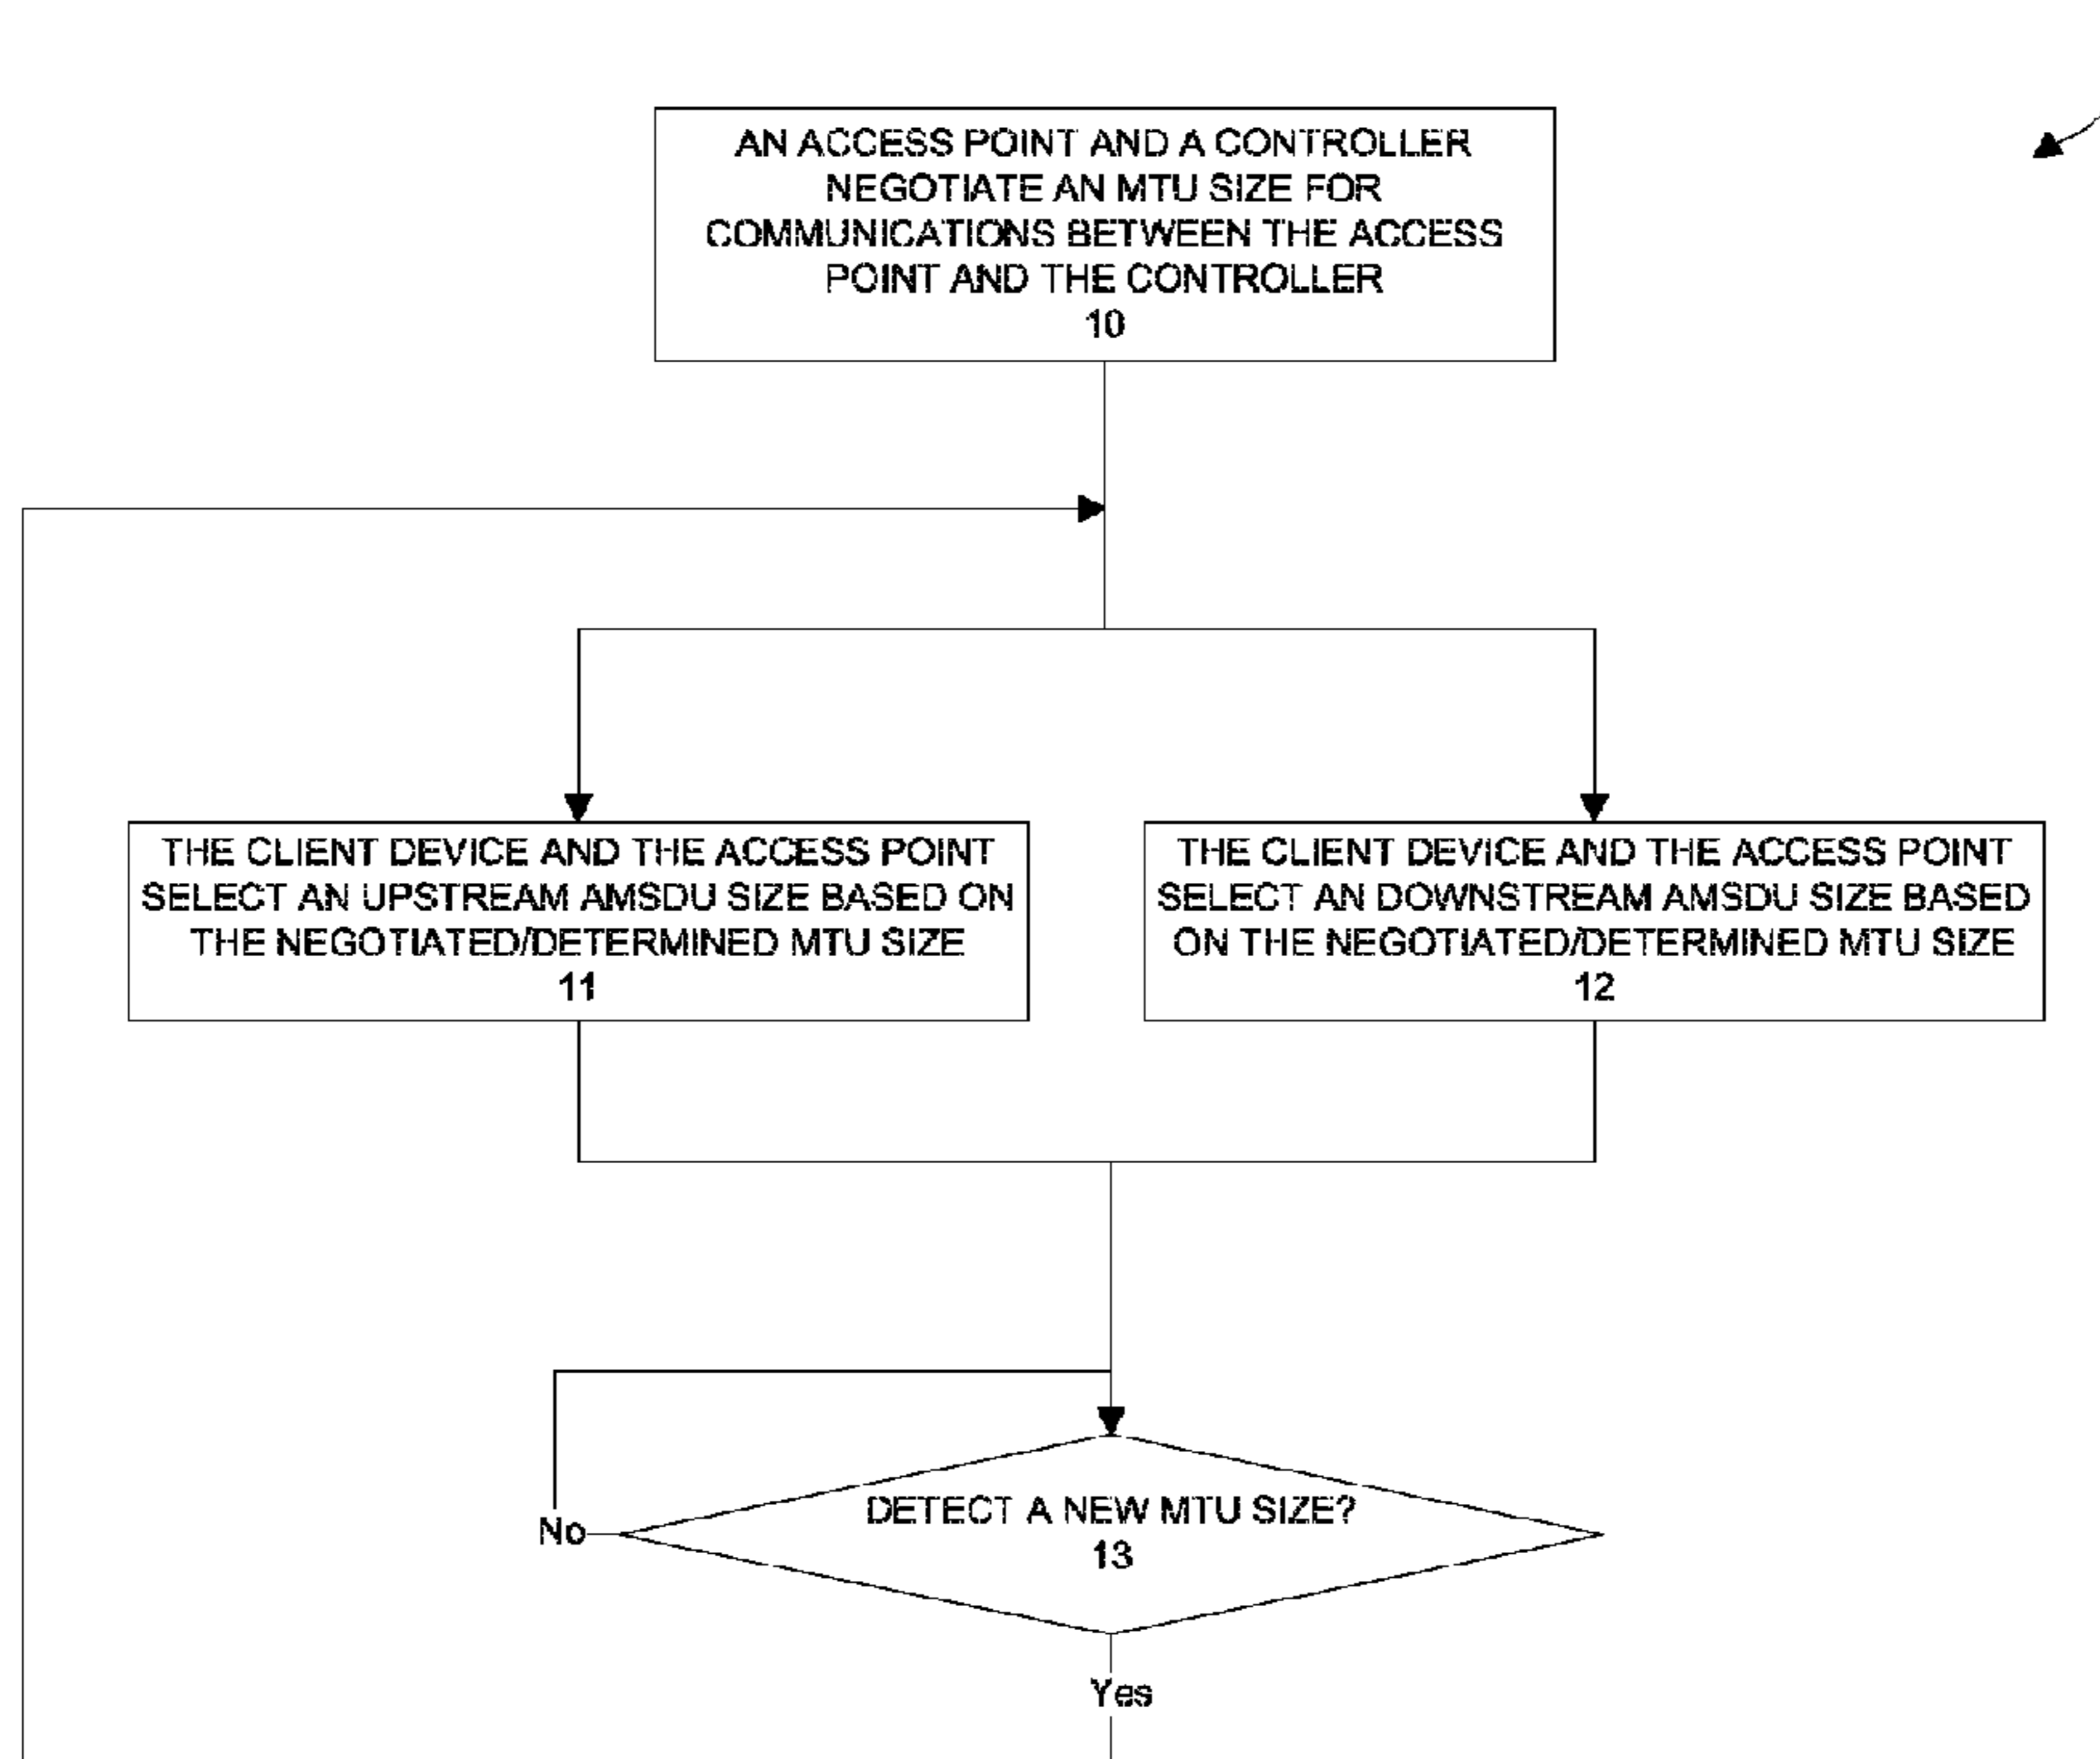 AN ACCESS POINT AND A CONTROLLER
NEGOTIATE AN MTU SIZE FOR
COMMUNICATIONS BETWEEN THE ACCESS
POINT AND THE CONTROLLER
10
THE CLIENT DEVICE AND THE ACCESS POINT
SELECT AN UPSTREAM AMSDU SIZE BASED ON
THE NEGOTIATED/DETERMINED MTU SIZE
11
THE CLIENT DEVICE AND THE ACCESS POINT
SELECT AN DOWNSTREAM AMSDU SIZE BASED
ON THE NEGOTIATED/DETERMINED MTU SIZE
12
DETECT A NEW MTU SIZE?
13
No
Yes